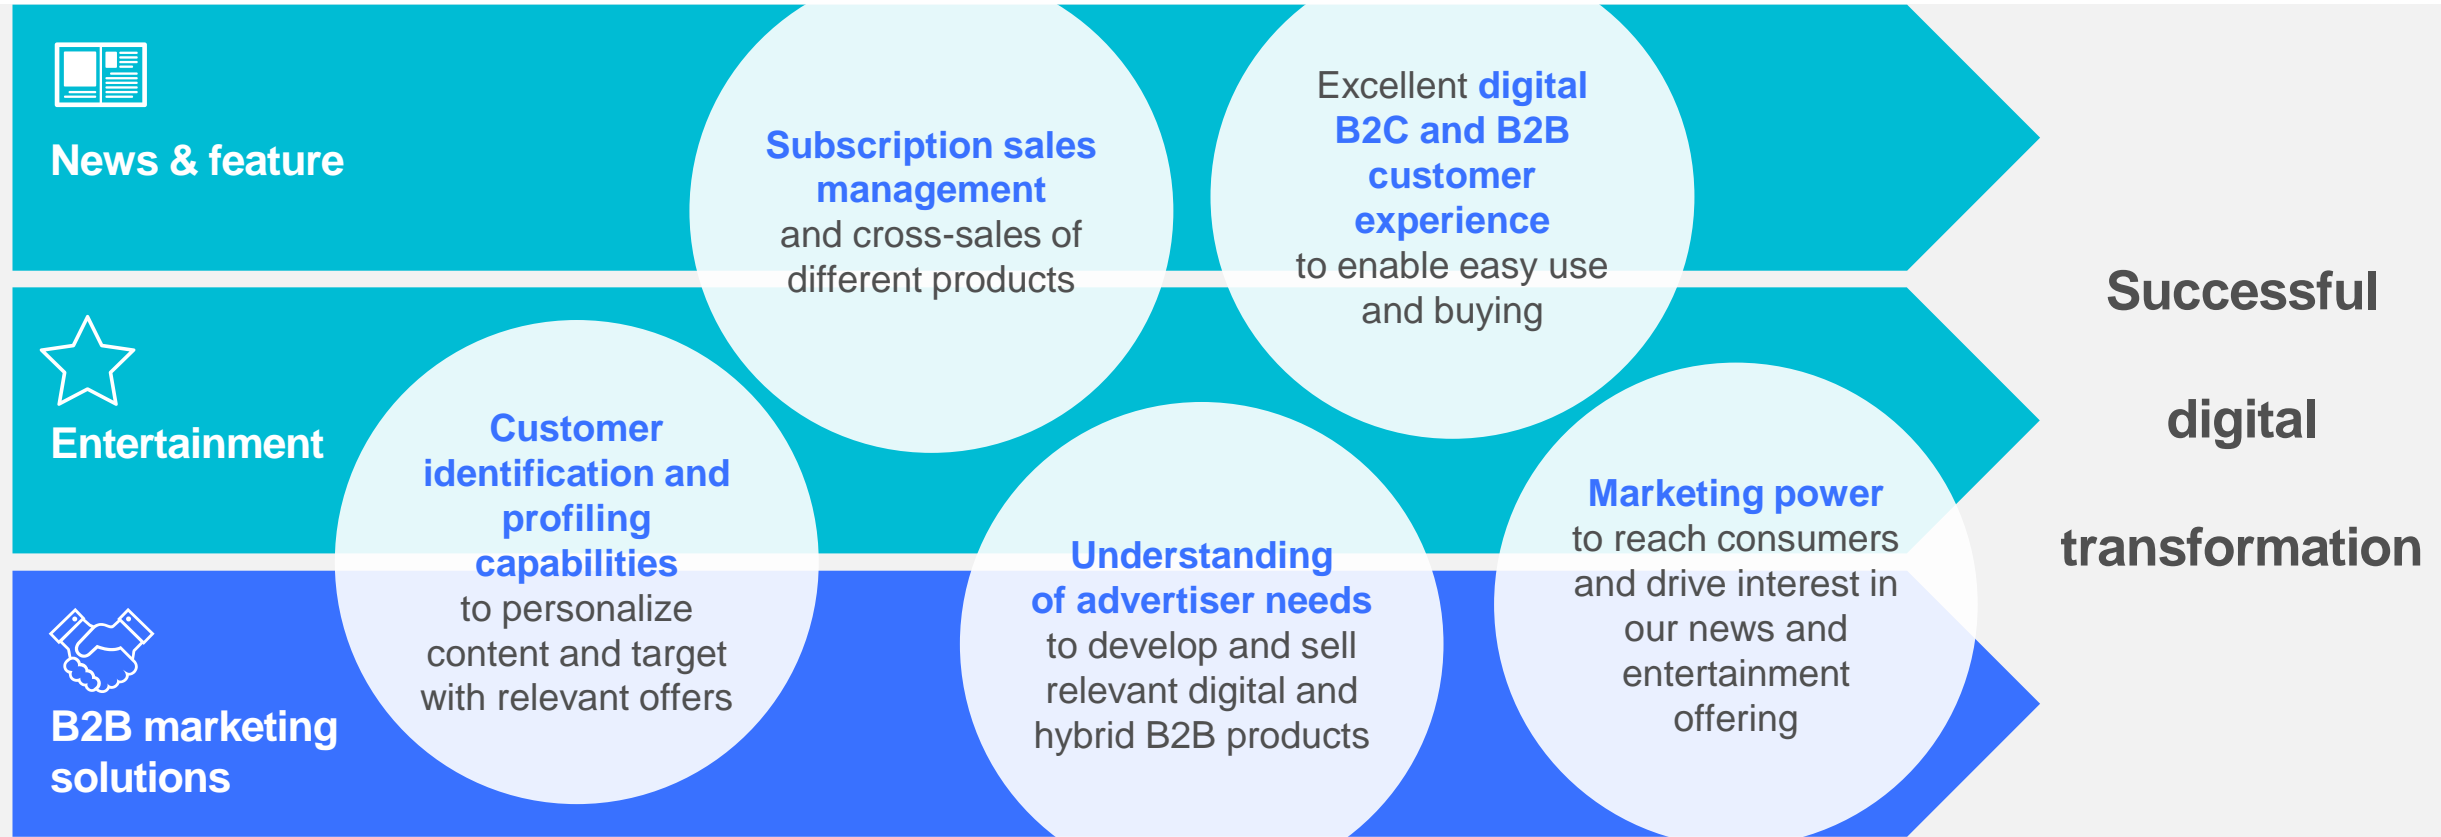 News & feature
Subscription sales
management
and cross-sales of
different products
Excellent digital
B2C and B2B
customer
experience
to enable easy use
and buying
Entertainment
Customer
identification and
profiling
capabilities
to personalize
content and target
with relevant offers
Understanding
of advertiser needs
to develop and sell
relevant digital and
hybrid B2B products
Marketing power
to reach consumers
and drive interest in
our news and
entertainment
offering
B2B marketing
solutions
Successful
digital
transformation